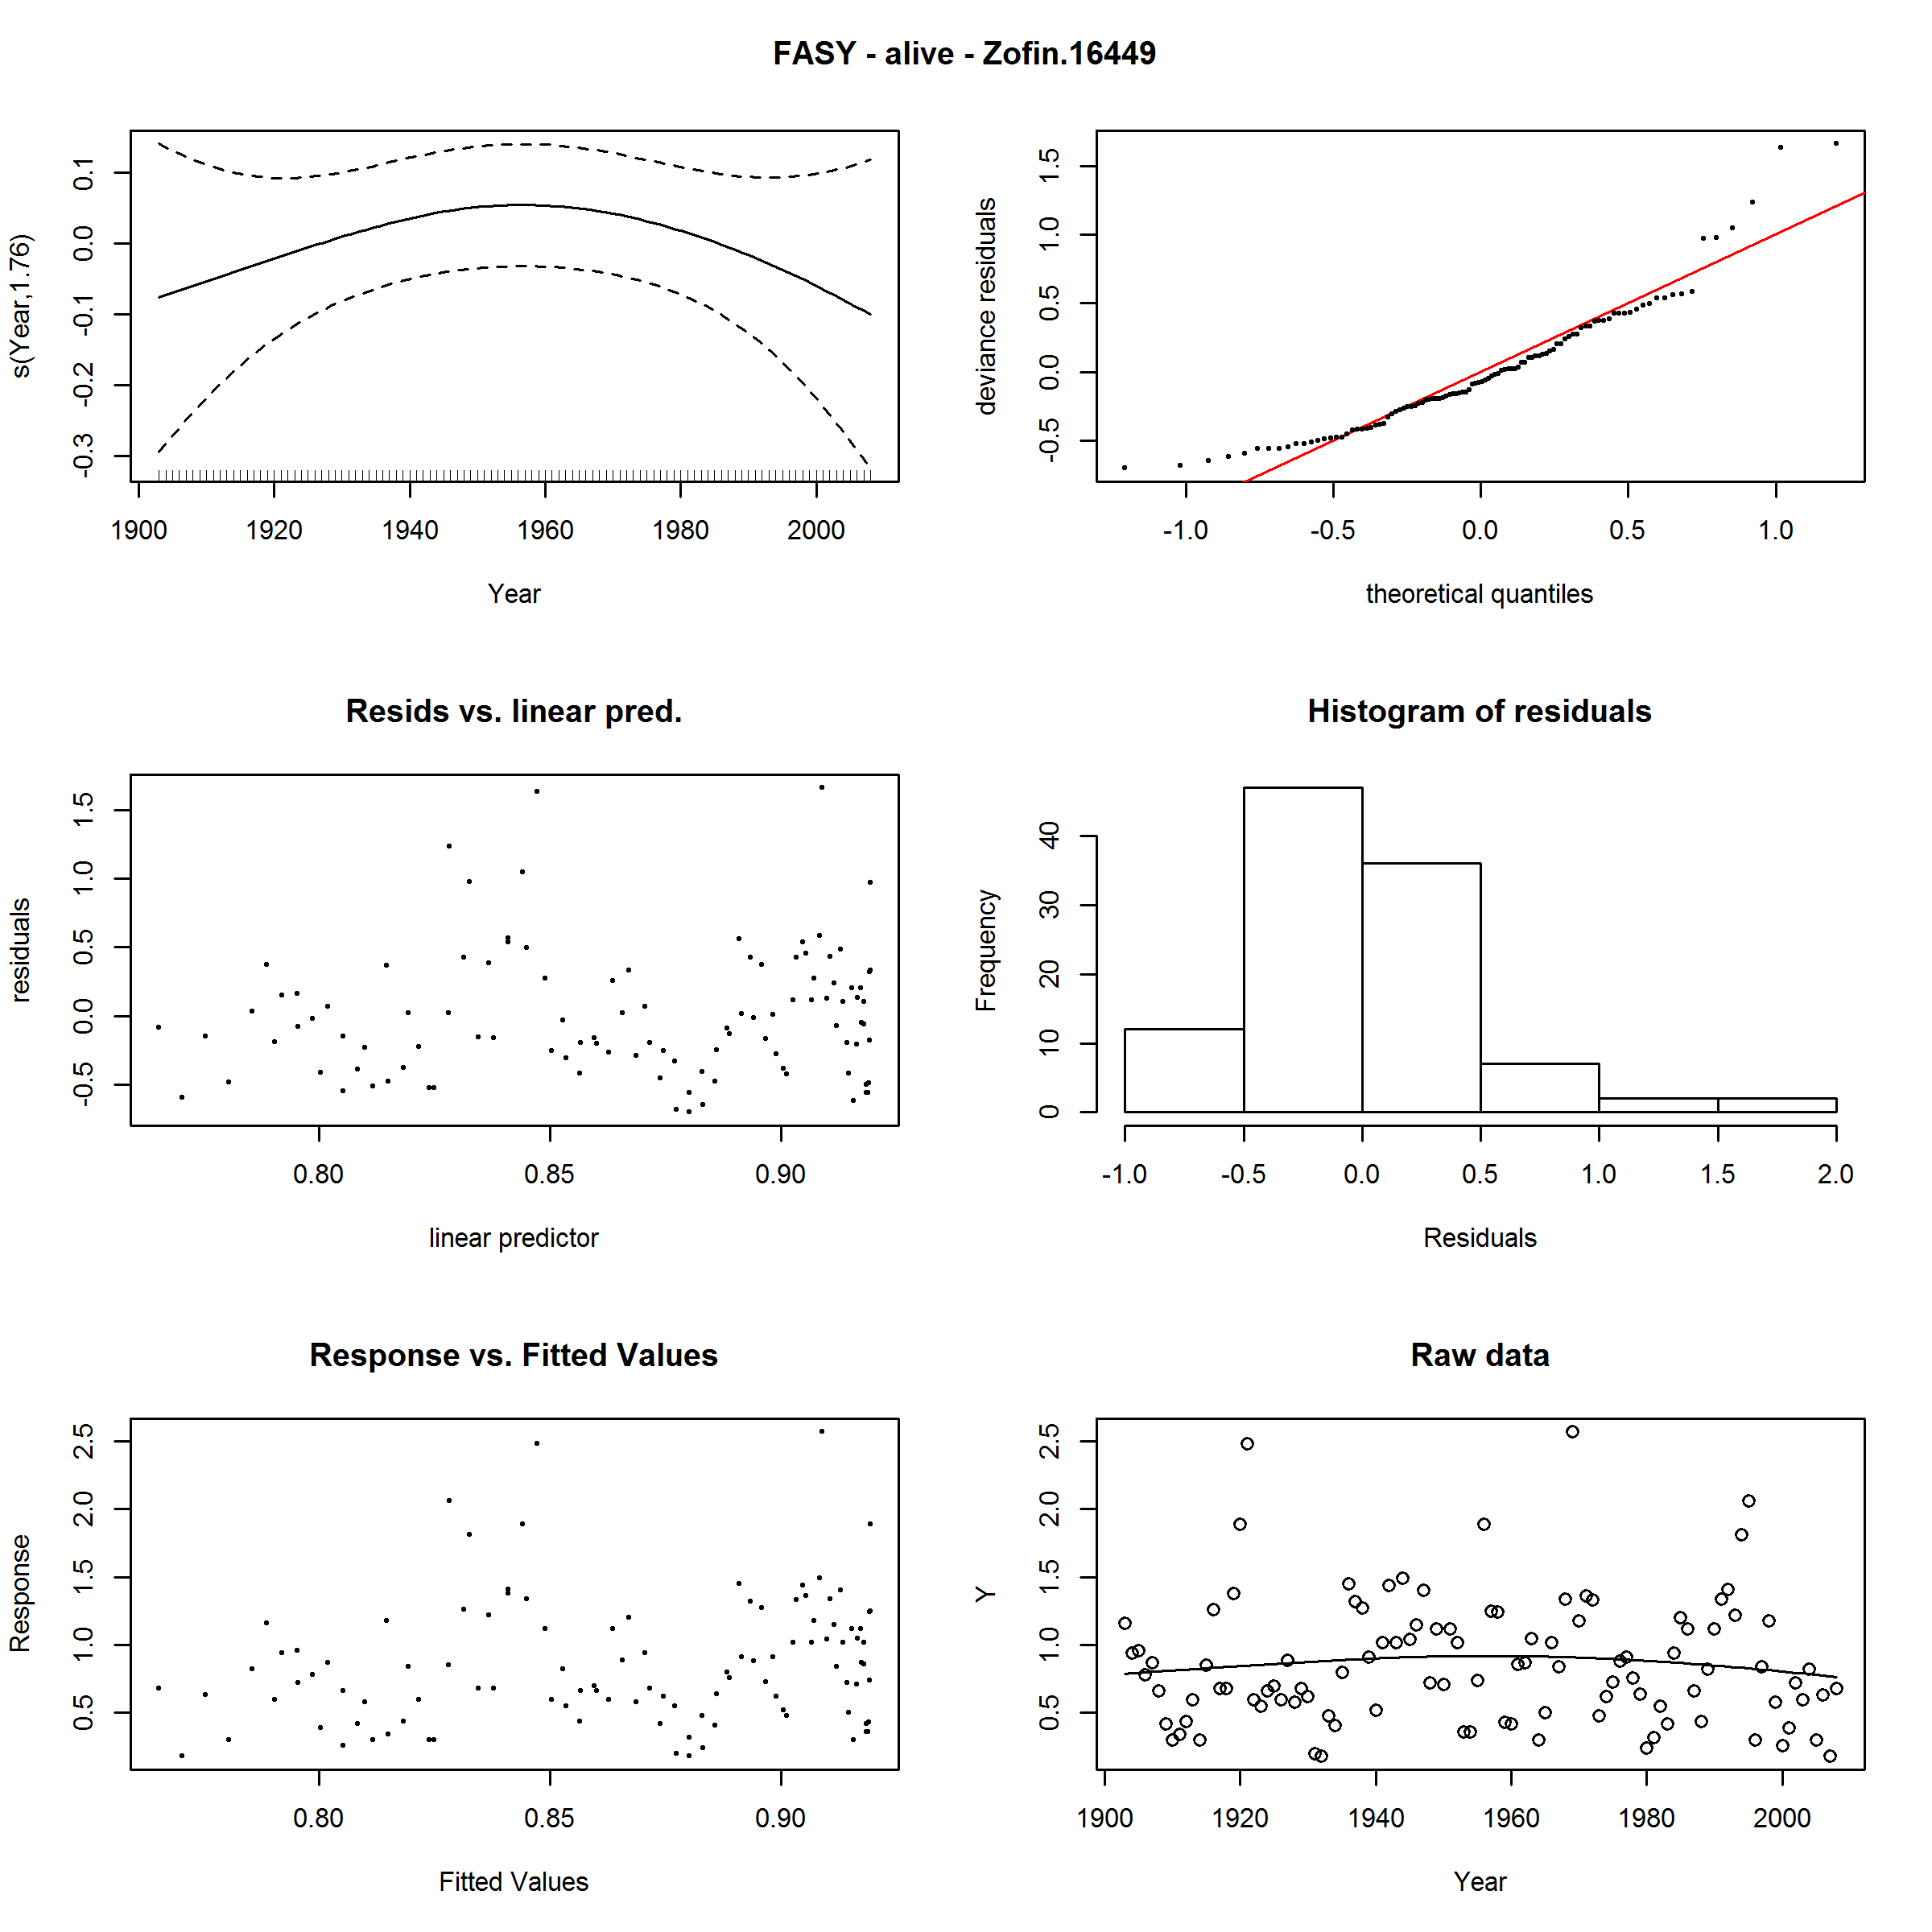 FASY - alive - Zofin.16449
s(Year,1.76)
-0.3 -0.2 -0.1 0.0 0.1
1900 1920 1940 1960 1980 2000
Year
deviance residuals
-0.5 0.0 0.5 1.0 1.5
-1.0 -0.5 0.0 0.5 1.0
theoretical quantiles
Resids vs. linear pred.
residuals
-0.5 0.0 0.5 1.0 1.5
0.80 0.85 0.90
linear predictor
Histogram of residuals
Frequency
0 10 20 30 40
-1.0 -0.5 0.0 0.5 1.0 1.5 2.0
Residuals
Response vs. Fitted Values
Response
0.5 1.0 1.5 2.0 2.5
0.80 0.85 0.90
Fitted Values
Raw data
Y
0.5 1.0 1.5 2.0 2.5
1900 1920 1940 1960 1980 2000
Year